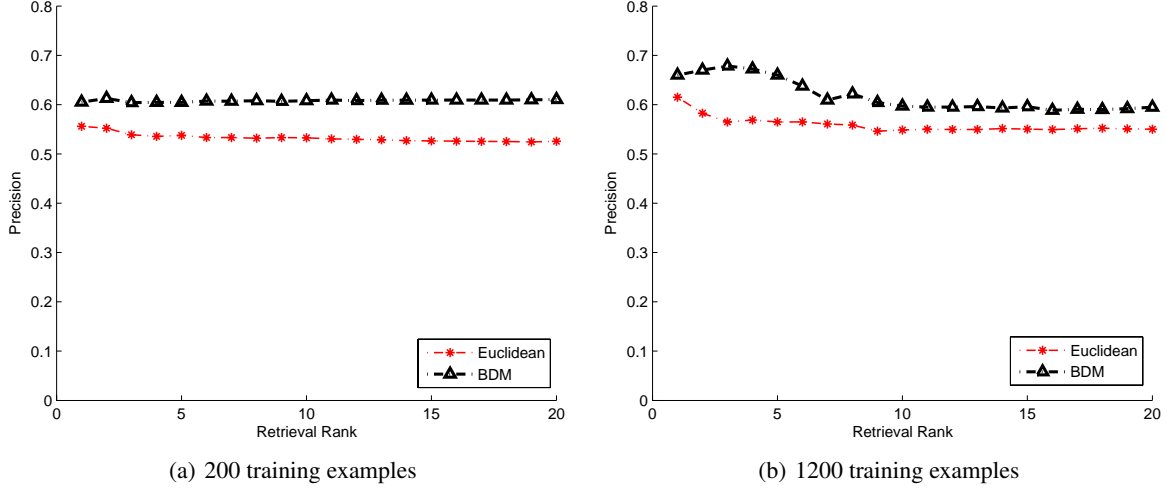 0.8
0.7
0.6
0.5
0.4
0.3
0.2
0.1
0
Precision
0 5 10 15 20
Retrieval Rank
Euclidean
BDM
(a) 200 training examples
0.8
0.7
0.6
0.5
0.4
0.3
0.2
0.1
0
Precision
0 5 10 15 20
Retrieval Rank
Euclidean
BDM
(b) 1200 training examples